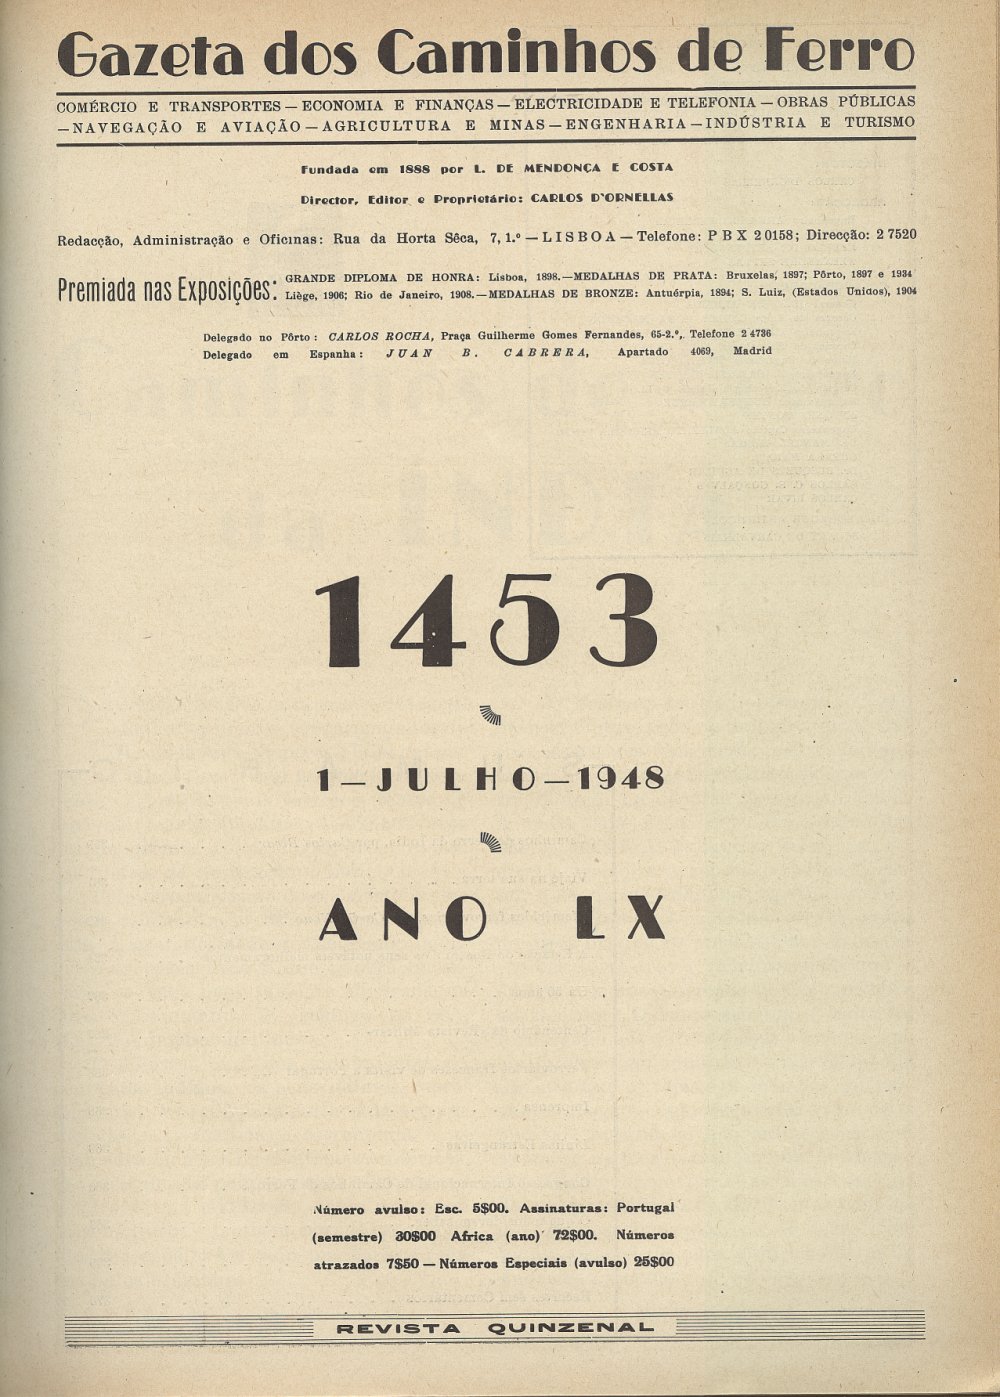 Gazeta dos Caminhos de Ferro
COMÉRCIO E TRANSPORTES — ECONOMIA E FINANÇAS — ELECTRICIDADE E TELEFONIA — OBRAS PÚBLICAS
— NAVEGAÇÃO E AVIAÇÃO — AGRICULTURA E MINAS — ENGENHARIA — INDÚSTRIA E TURISMO
Fundada em 1888 por L. DE MENDONÇA E COSTA
Director, Editor e Proprietário: CARLOS D'ORNELLAS
Redacção, Administração e Oficinas: Rua da Horta Sêca, 7, 1.º — LISBOA — Telefone: PBX 20158; Direcção: 2 7520
Premiada nas Exposições:
GRANDE DIPLOMA DE HONRA: Lisboa, 1898. — MEDALHAS DE PRATA: Bruxelas, 1897; Pôrto, 1897 e 1934
Liège, 1906; Rio de Janeiro, 1908. — MEDALHAS DE BRONZE: Antuérpia, 1894; S. Luiz, (Estados Unidos), 1904
Delegado no Pôrto: CARLOS ROCHA, Praça Guilherme Gomes Fernandes, 65-2.º, Telefone 2 4736
Delegado em Espanha: JUAN B. CABRERA, Apartado 4069, Madrid
1453
1 — JULHO — 1948
ANO LX
Número avulso: Esc. 5$00. Assinaturas: Portugal
(semestre) 30$00 Africa (ano) 72$00. Números
atrazados 7$50 — Números Especiais (avulso) 25$00
REVISTA QUINZENAL